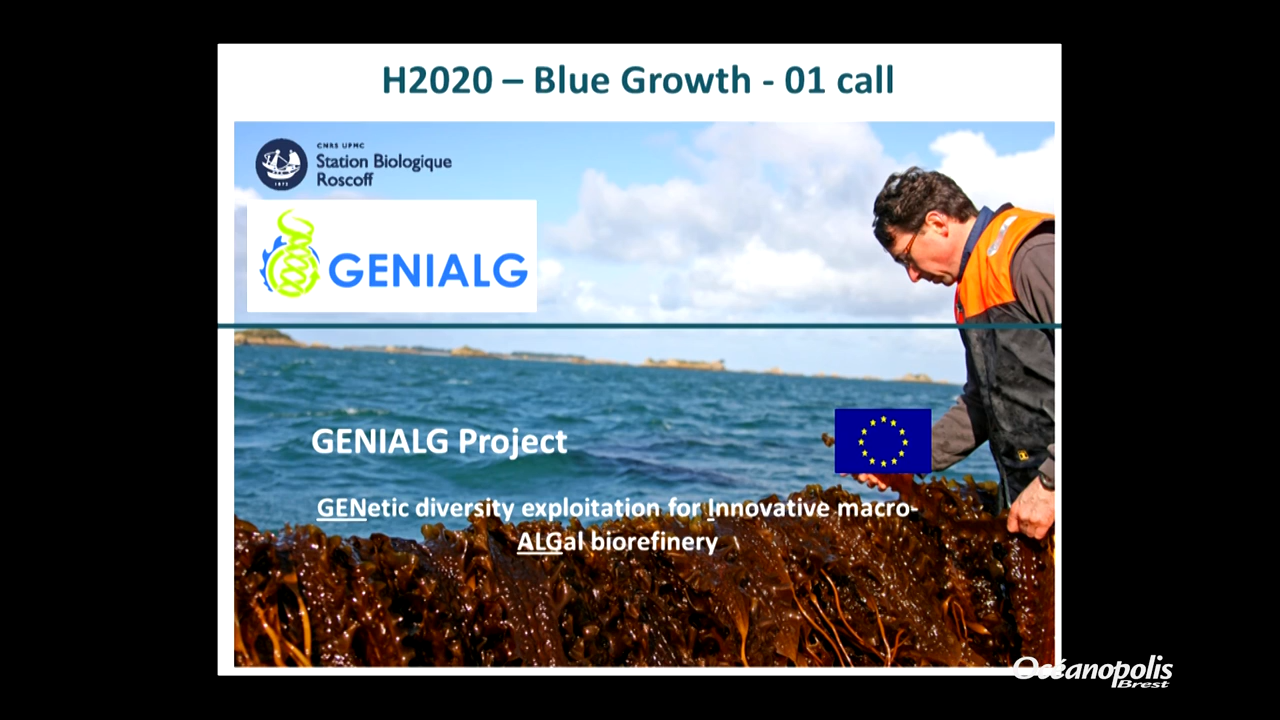 H2020 – Blue Growth - 01 call
CNRS UPMC
Station Biologique
Roscoff
1872
GENIALG
GENIALG Project
GENetic diversity exploitation for Innovative macro-
ALGal biorefinery
Océanopolis
Brest